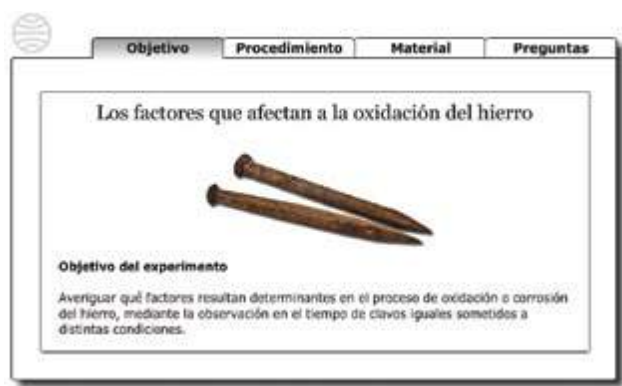 Objetivo
Procedimiento
Material
Preguntas
Los factores que afectan a la oxidación del hierro
Objetivo del experimento
Averiguar qué factores resultan determinantes en el proceso de oxidación o corrosión
del hierro, mediante la observación en el tiempo de clavos iguales sometidos a
distintas condiciones.